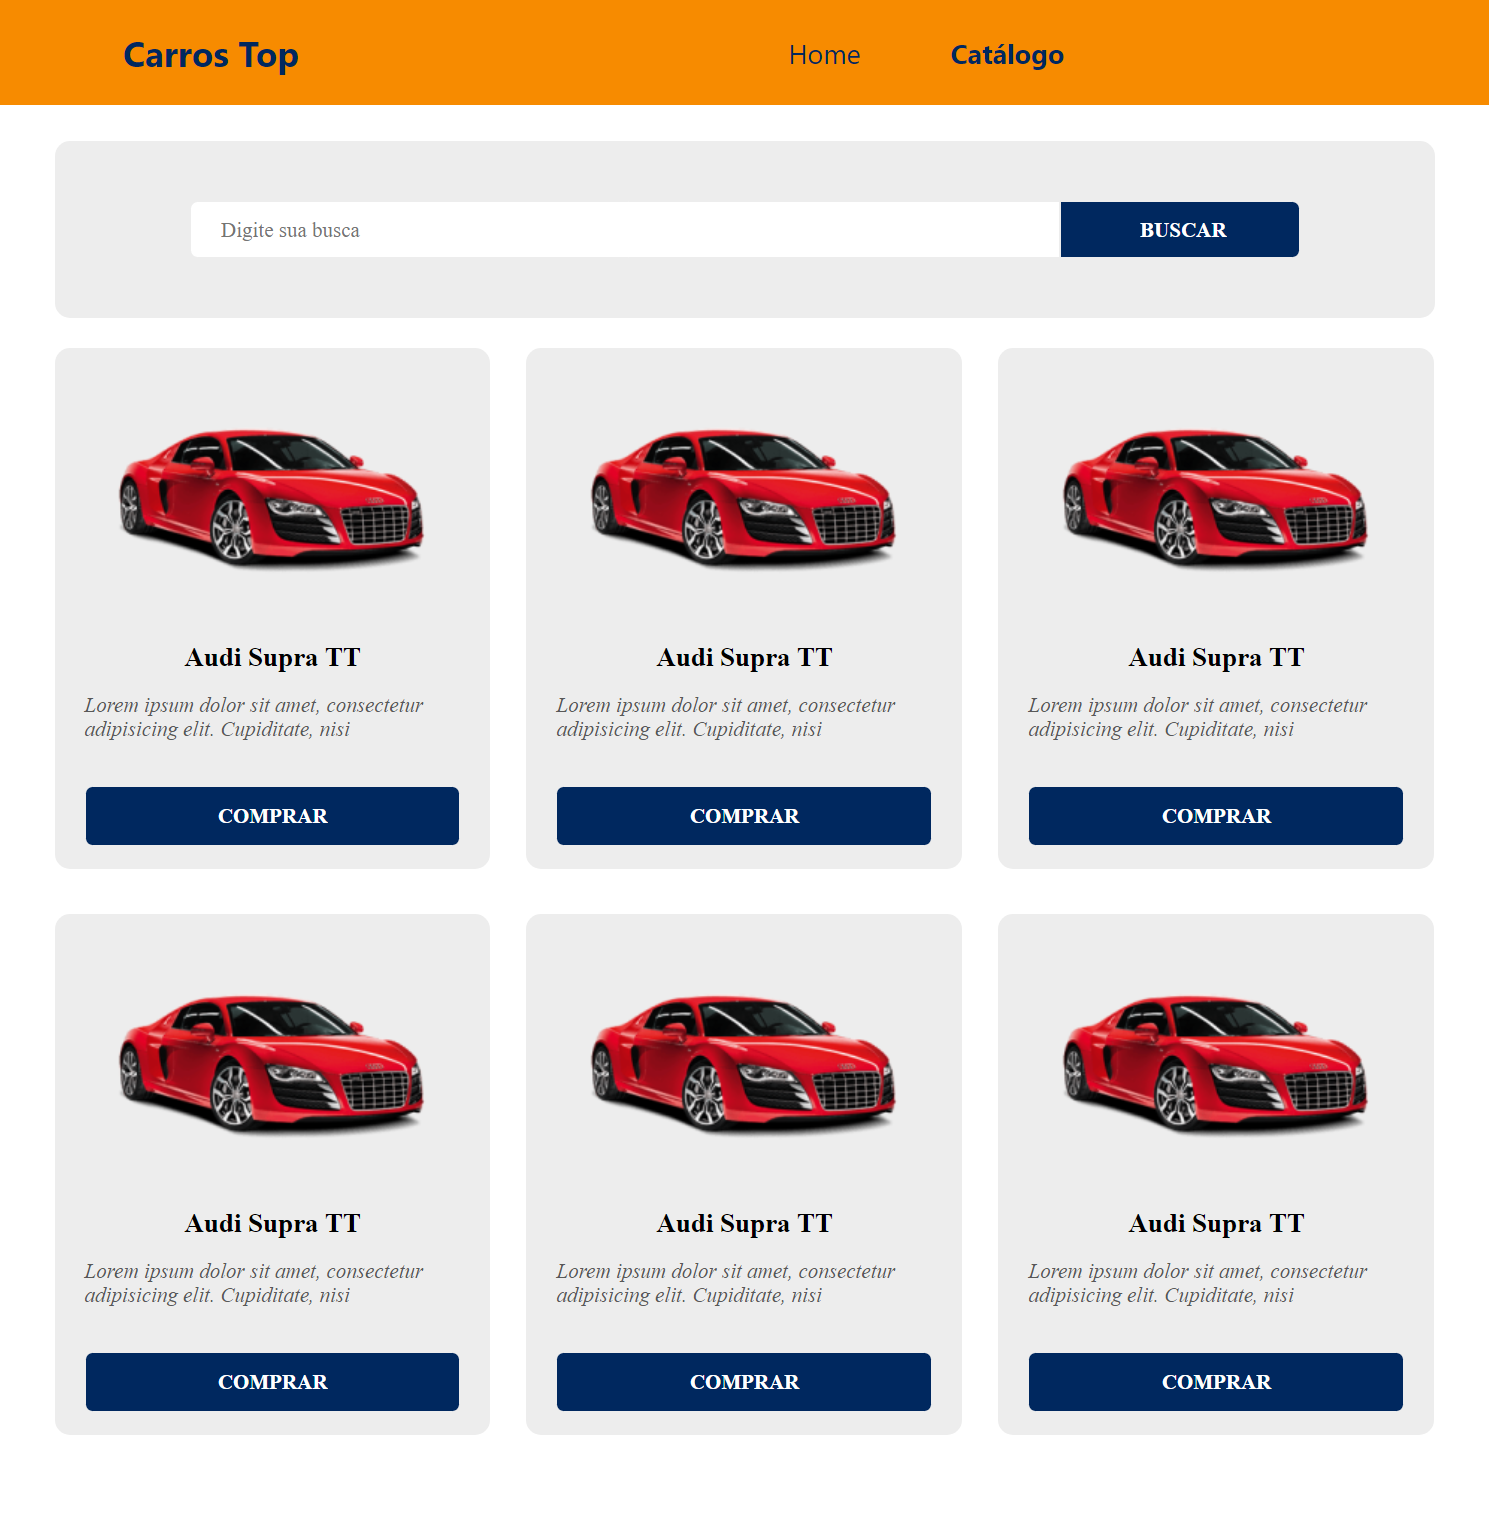 Carros Top
Home
Catálogo
Digite sua busca
BUSCAR
Audi Supra TT
Lorem ipsum dolor sit amet, consectetur
adipisicing elit. Cupiditate, nisi
COMPRAR
Audi Supra TT
Lorem ipsum dolor sit amet, consectetur
adipisicing elit. Cupiditate, nisi
COMPRAR
Audi Supra TT
Lorem ipsum dolor sit amet, consectetur
adipisicing elit. Cupiditate, nisi
COMPRAR
Audi Supra TT
Lorem ipsum dolor sit amet, consectetur
adipisicing elit. Cupiditate, nisi
COMPRAR
Audi Supra TT
Lorem ipsum dolor sit amet, consectetur
adipisicing elit. Cupiditate, nisi
COMPRAR
Audi Supra TT
Lorem ipsum dolor sit amet, consectetur
adipisicing elit. Cupiditate, nisi
COMPRAR